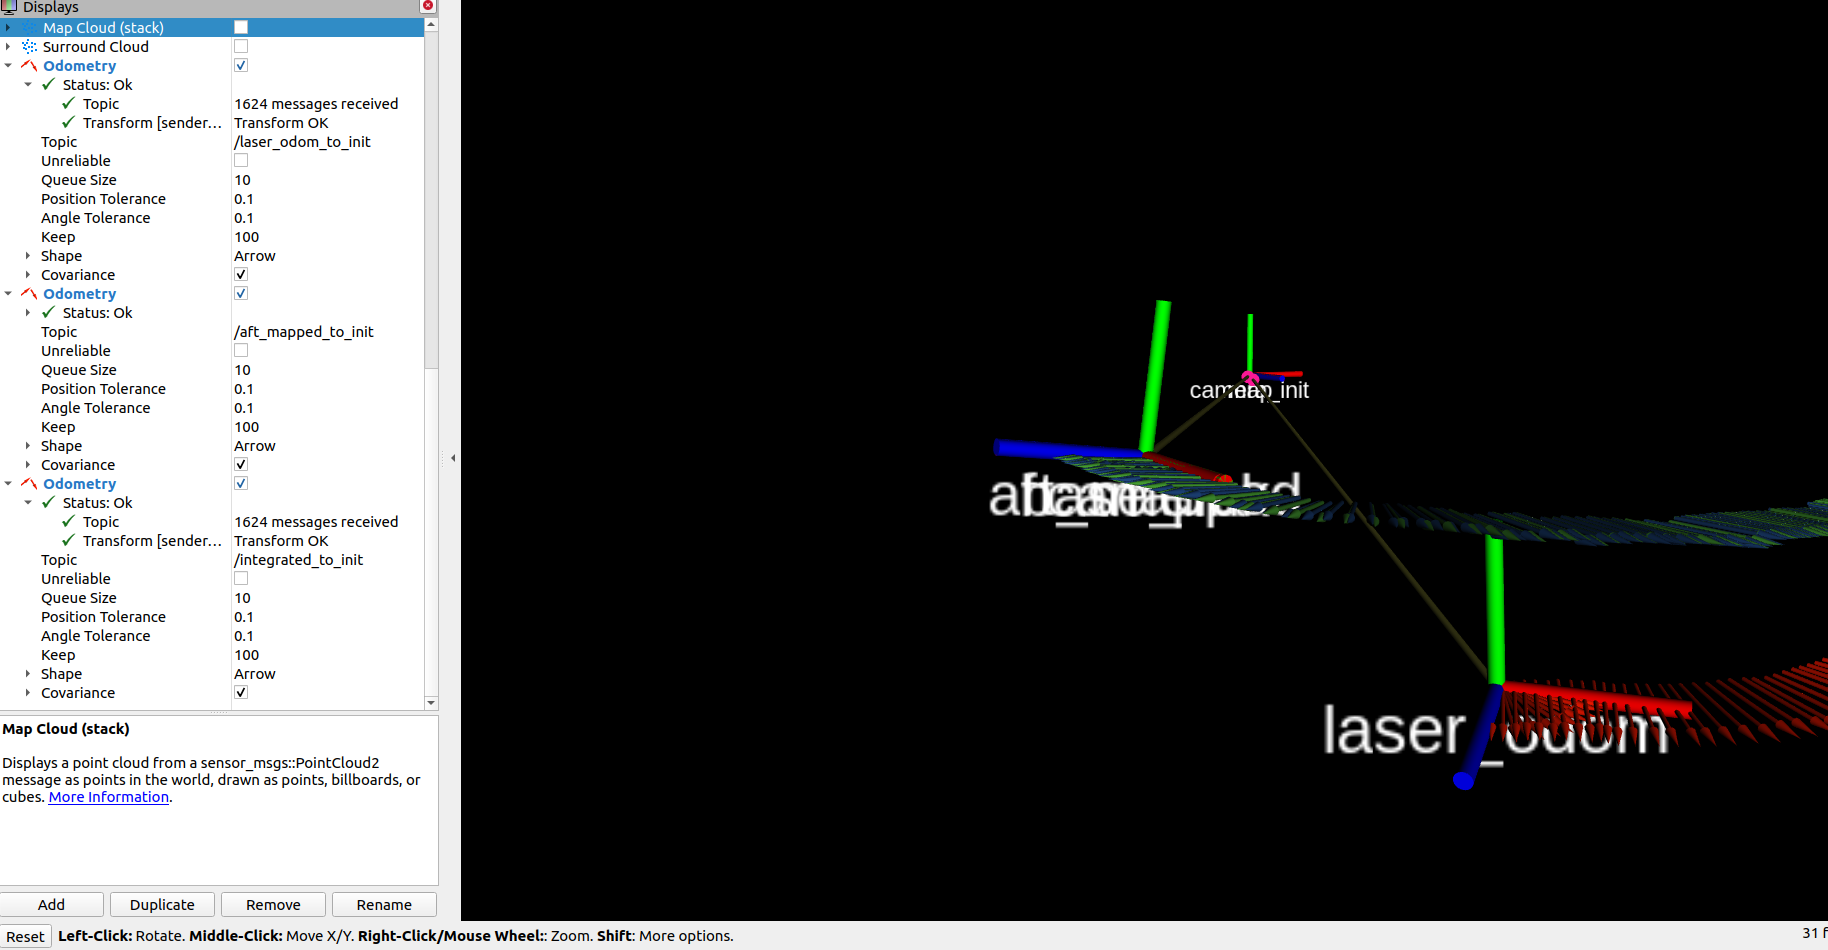 Displays
Map Cloud (stack)
Surround Cloud
Odometry
Status: Ok
Topic 1624 messages received
Transform [sender… Transform OK
Topic /laser_odom_to_init
Unreliable
Queue Size 10
Position Tolerance 0.1
Angle Tolerance 0.1
Keep 100
Shape Arrow
Covariance
Odometry
Status: Ok
Topic /aft_mapped_to_init
Unreliable
Queue Size 10
Position Tolerance 0.1
Angle Tolerance 0.1
Keep 100
Shape Arrow
Covariance
Odometry
Status: Ok
Topic 1624 messages received
Transform [sender… Transform OK
Topic /integrated_to_init
Unreliable
Queue Size 10
Position Tolerance 0.1
Angle Tolerance 0.1
Keep 100
Shape Arrow
Covariance
Map Cloud (stack)
Displays a point cloud from a sensor_msgs::PointCloud2
message as points in the world, drawn as points, billboards, or
cubes. More Information.
Add Duplicate Remove Rename
Reset Left-Click: Rotate. Middle-Click: Move X/Y. Right-Click/Mouse Wheel:: Zoom. Shift: More options.
31 f
laser_odom